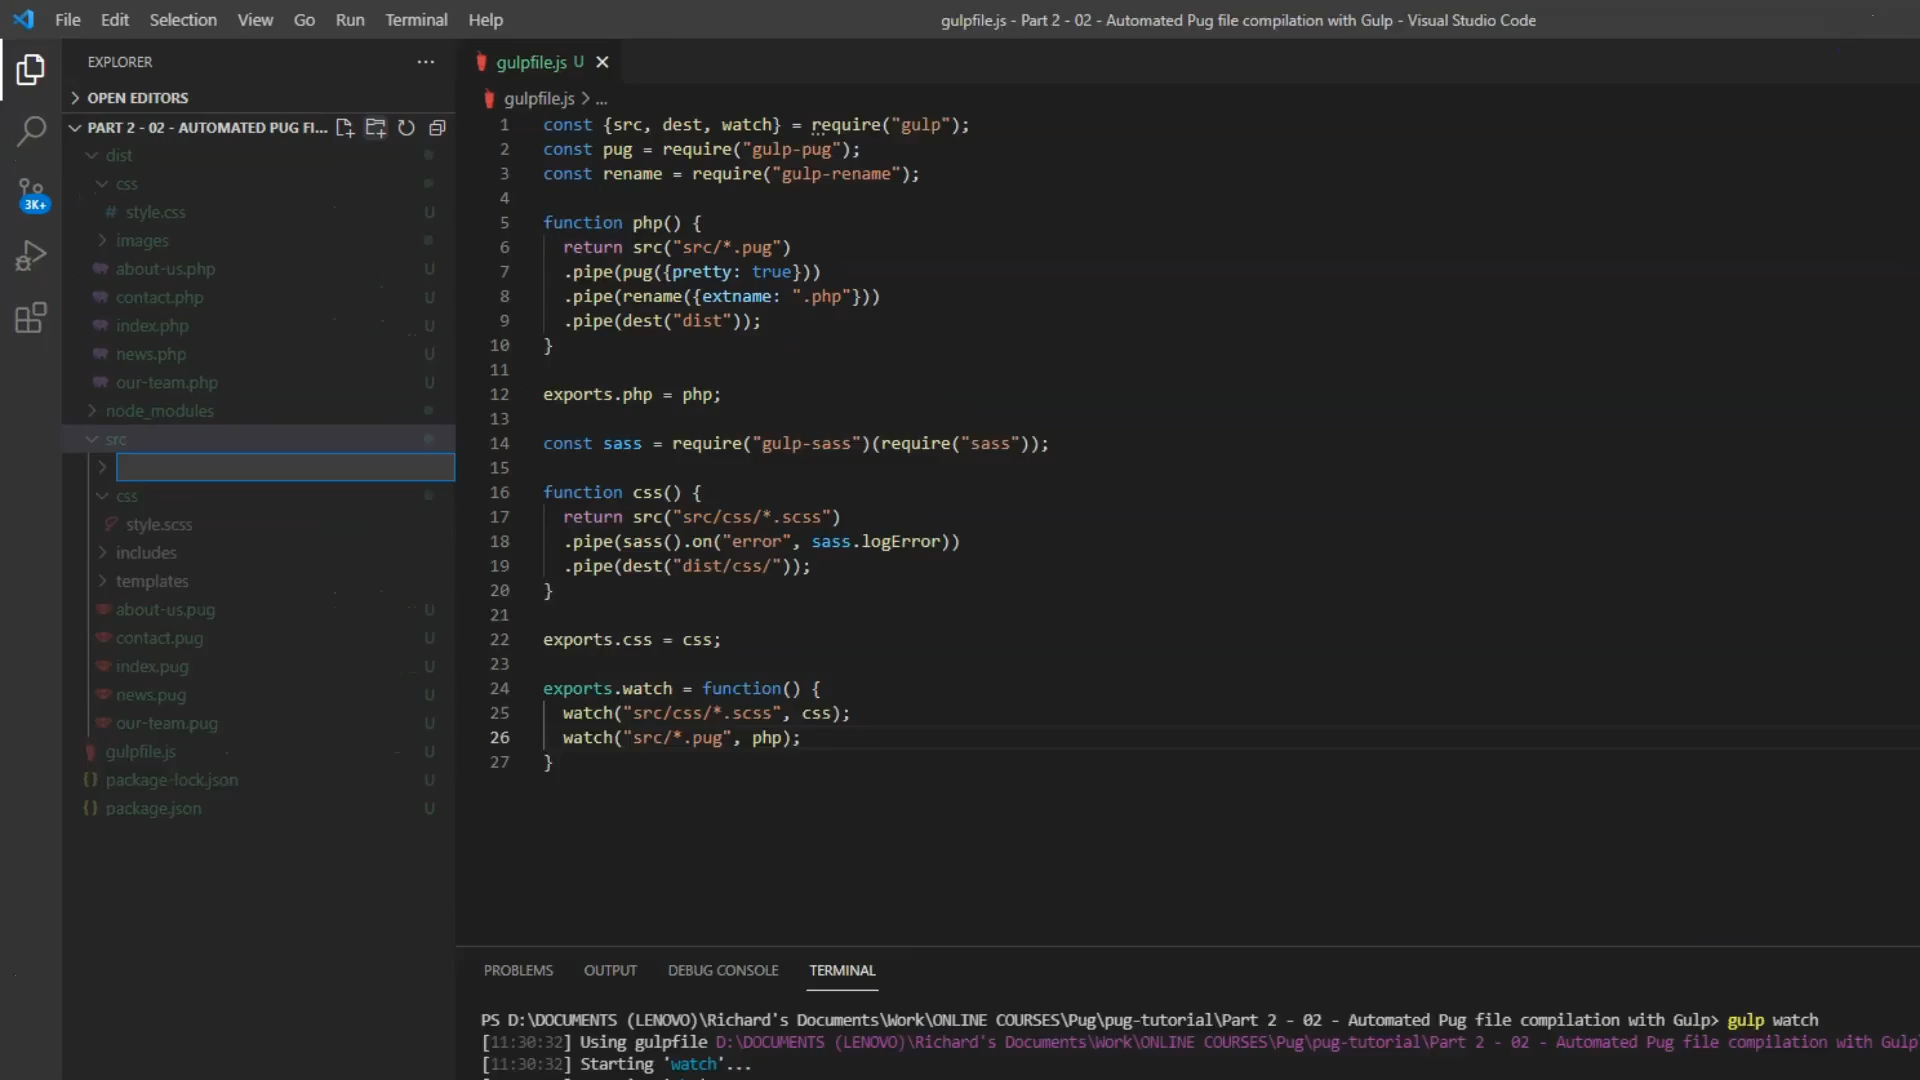 File Edit Selection View Go Run Terminal Help
gulpfile.js - Part 2 - 02 - Automated Pug file compilation with Gulp - Visual Studio Code
EXPLORER
OPEN EDITORS
PART 2 - 02 - AUTOMATED PUG FI...
dist
css
# style.css U
images
about-us.php U
contact.php U
index.php U
news.php U
our-team.php U
node_modules
src
css
style.scss
includes
templates
about-us.pug U
contact.pug U
index.pug U
news.pug U
our-team.pug U
gulpfile.js U
{} package-lock.json U
{} package.json U
3K+
gulpfile.js U
gulpfile.js > ...
1 const {src, dest, watch} = require("gulp");
2 const pug = require("gulp-pug");
3 const rename = require("gulp-rename");
4
5 function php() {
6 return src("src/*.pug")
7 .pipe(pug({pretty: true}))
8 .pipe(rename({extname: ".php"}))
9 .pipe(dest("dist"));
10 }
11
12 exports.php = php;
13
14 const sass = require("gulp-sass")(require("sass"));
15
16 function css() {
17 return src("src/css/*.scss")
18 .pipe(sass().on("error", sass.logError))
19 .pipe(dest("dist/css/"));
20 }
21
22 exports.css = css;
23
24 exports.watch = function() {
25 watch("src/css/*.scss", css);
26 watch("src/*.pug", php);
27 }
PROBLEMS OUTPUT DEBUG CONSOLE TERMINAL
PS D:\DOCUMENTS (LENOVO)\Richard's Documents\Work\ONLINE COURSES\Pug\pug-tutorial\Part 2 - 02 - Automated Pug file compilation with Gulp> gulp watch
[11:30:32] Using gulpfile D:\DOCUMENTS (LENOVO)\Richard's Documents\Work\ONLINE COURSES\Pug\pug-tutorial\Part 2 - 02 - Automated Pug file compilation with Gulp
[11:30:32] Starting 'watch'...